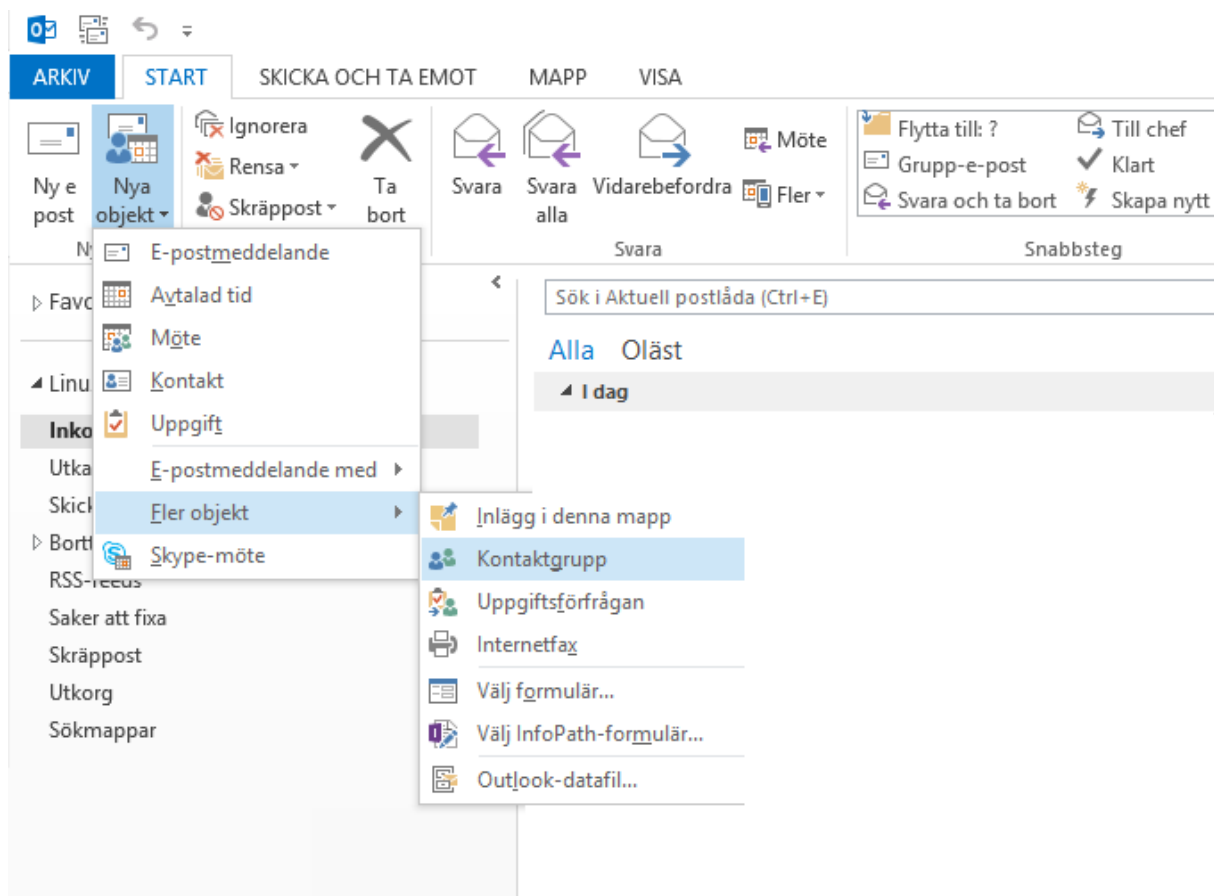 ARKIV START SKICKA OCH TA EMOT MAPP VISA
Ny e post
Nya objekt
Ignorera
Rensa
Skräppost
Ta bort
Svara
Svara alla
Vidarebefordra
Möte
Fler
Flytta till: ?
Grupp-e-post
Svara och ta bort
Till chef
Klart
Skapa nytt
Svara
Snabbsteg
E-postmeddelande
Avtalad tid
Möte
Kontakt
Uppgift
E-postmeddelande med
Fler objekt
Skype-möte
Inlägg i denna mapp
Kontaktgrupp
Uppgiftsförfrågan
Internetfax
Välj formulär...
Välj InfoPath-formulär...
Outlook-datafil...
Favo
Linu
Inko
Utka
Skick
Bortt
RSS-feeds
Saker att fixa
Skräppost
Utkorg
Sökmappar
Sök i Aktuell postlåda (Ctrl+E)
Alla Oläst
I dag